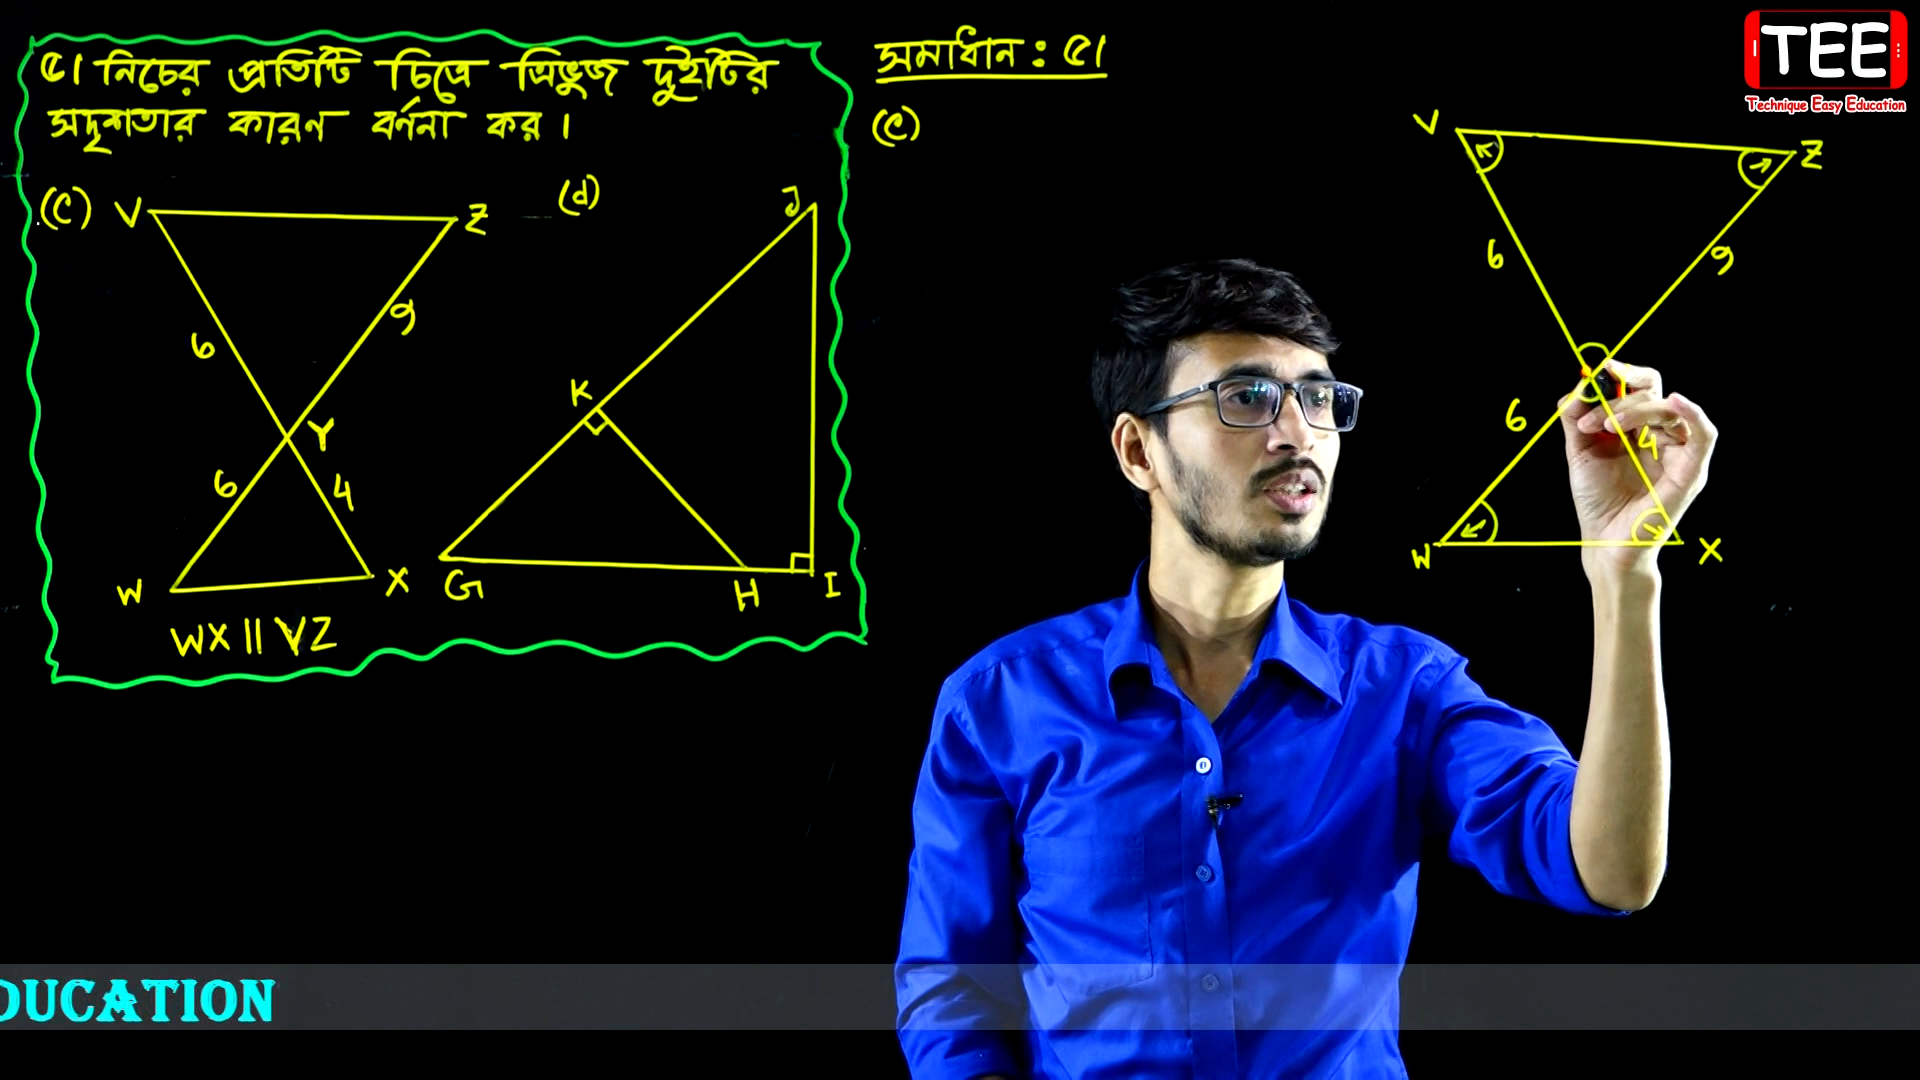 ৫। নিচের প্রতিটি চিত্রে ত্রিভুজ দুইটির
সদৃশতার কারণ বর্ণনা কর।
(c)
V
Z
6
9
Y
6
4
W
X
WX || VZ
(d)
J
K
G
H
I
সমাধান : ৫।
(c)
V
Z
6
9
6
4
W
X
TEE
Technique Easy Education
DUCATION